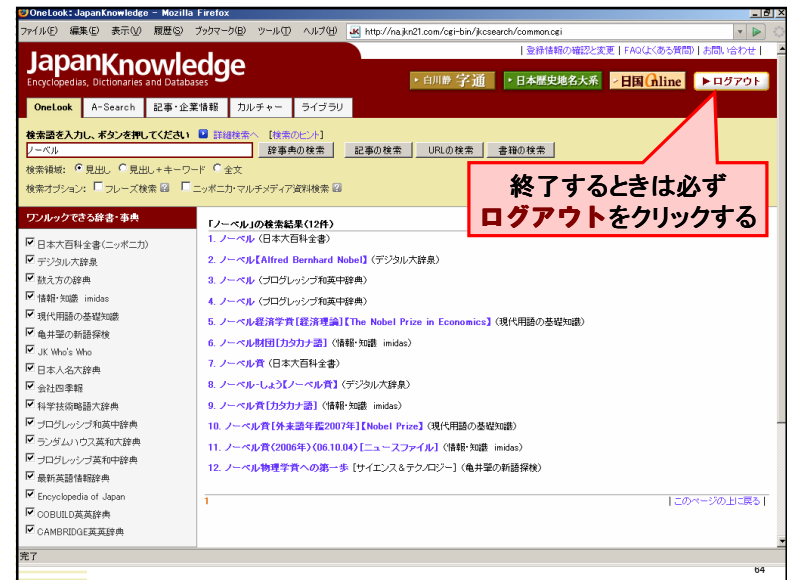 OneLook: JapanKnowledge - Mozilla Firefox
ファイル(F) 編集(E) 表示(V) 履歴(S) ブックマーク(B) ツール(T) ヘルプ(H) http://na.jkn21.com/cgi-bin/jkcsearch/common.cgi
| 登録情報の確認と変更 | FAQ(よくある質問) | お問い合わせ |
JapanKnowledge
Encyclopedias, Dictionaries and Databases
白川静 字通 日本歴史地名大系 日国Online ログアウト
OneLook A-Search 記事・企業情報 カルチャー ライブラリ
検索語を入力し、ボタンを押してください 詳細検索へ [検索のヒント]
ノーベル 辞事典の検索 記事の検索 URLの検索 書籍の検索
検索領域: 見出し 見出し+キーワード 全文
検索オプション: フレーズ検索 ニッポニカ・マルチメディア資料検索
終了するときは必ず
ログアウトをクリックする
ワンルックできる辞書・事典
日本大百科全書(ニッポニカ)
デジタル大辞泉
数え方の辞典
情報・知識 imidas
現代用語の基礎知識
亀井肇の新語探検
JK Who's Who
日本人名大辞典
会社四季報
科学技術略語大辞典
プログレッシブ和英中辞典
ランダムハウス英和大辞典
プログレッシブ英和中辞典
最新英語情報辞典
Encyclopedia of Japan
COBUILD英英辞典
CAMBRIDGE英英辞典
「ノーベル」の検索結果(12件)
1. ノーベル (日本大百科全書)
2. ノーベル【Alfred Bernhard Nobel】 (デジタル大辞泉)
3. ノーベル (プログレッシブ和英中辞典)
4. ノーベル (プログレッシブ和英中辞典)
5. ノーベル経済学賞[経済理論]【The Nobel Prize in Economics】 (現代用語の基礎知識)
6. ノーベル財団[カタカナ語] (情報・知識 imidas)
7. ノーベル賞 (日本大百科全書)
8. ノーベル‐しょう【ノーベル賞】 (デジタル大辞泉)
9. ノーベル賞[カタカナ語] (情報・知識 imidas)
10. ノーベル賞[外来語年鑑2007年]【Nobel Prize】 (現代用語の基礎知識)
11. ノーベル賞(2006年)(06.10.04)[ニュースファイル] (情報・知識 imidas)
12. ノーベル物理学賞への第一歩 [サイエンス&テクノロジー] (亀井肇の新語探検)
1 | このページの上に戻る |
完了
64